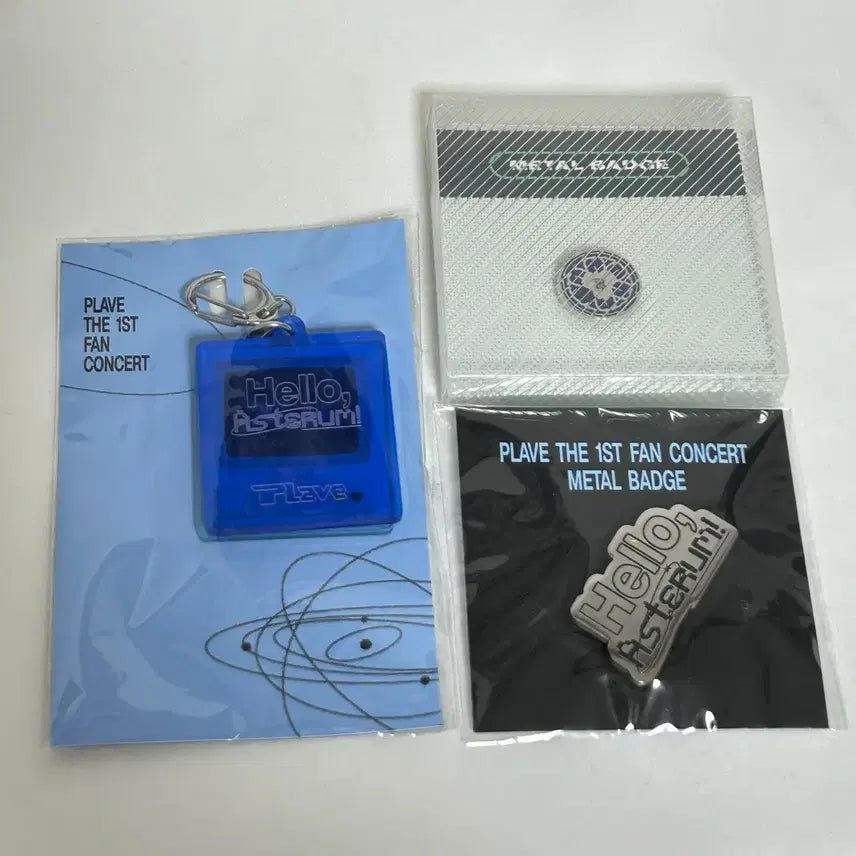 PLAVE
THE 1ST
FAN
CONCERT
Hello,
Asterum!
PLAVE
METAL BADGE
PLAVE THE 1ST FAN CONCERT
METAL BADGE
Hello,
Asterum!